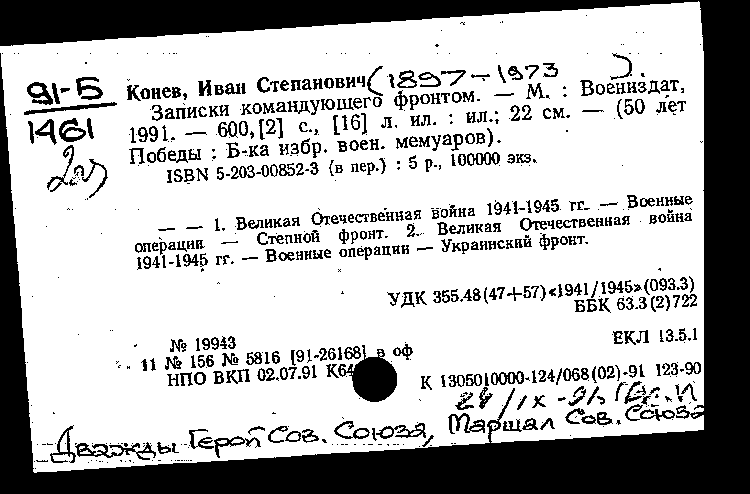 91-5
1461
2аз
Конев, Иван Степанович (1897-1973).
Записки командующего фронтом. — М. : Воениздат,
1991. — 600,[2] с., [16] л. ил. : ил.; 22 см. — (50 лет
Победы : Б-ка избр. воен. мемуаров).
ISBN 5-203-00852-3 (в пер.) : 5 р., 100000 экз.
— — 1. Великая Отечественная война 1941-1945 гг. — Военные
операции — Степной фронт. 2. Великая Отечественная война
1941-1945 гг. — Военные операции — Украинский фронт.
УДК 355.48(47+57)«1941/1945»(093.3)
ББК 63.3(2)722
№ 19943
11 № 156 № 5816 [91-26168] в оф
ЕКЛ 13.5.1
НПО ВКП 02.07.91 К64
К 1305010000-124/068(02)-91 123-90
24/IX-91
Дважды Герой Сов. Союза, Маршал Сов. Союза